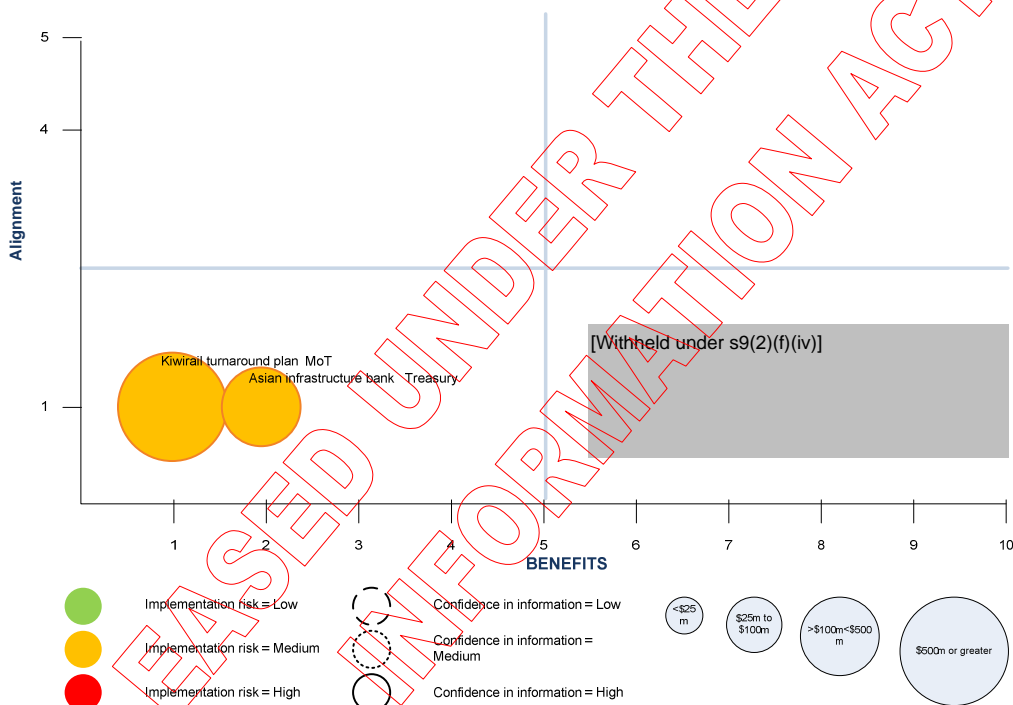 5
4
Alignment
[Withheld under s9(2)(f)(iv)]
Kiwirail turnaround plan MoT
Asian infrastructure bank Treasury
1
1 2 3 4 5 6 7 8 9 10
BENEFITS
Implementation risk = Low
Implementation risk = Medium
Implementation risk = High
Confidence in information = Low
Confidence in information =
Medium
Confidence in information = High
<$25
m
$25m to
$100m
>$100m<$500
m
$500m or greater
EASED UNDER THE
INFORMATION ACT